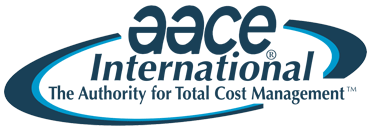 aace
International®
The Authority for Total Cost Management™